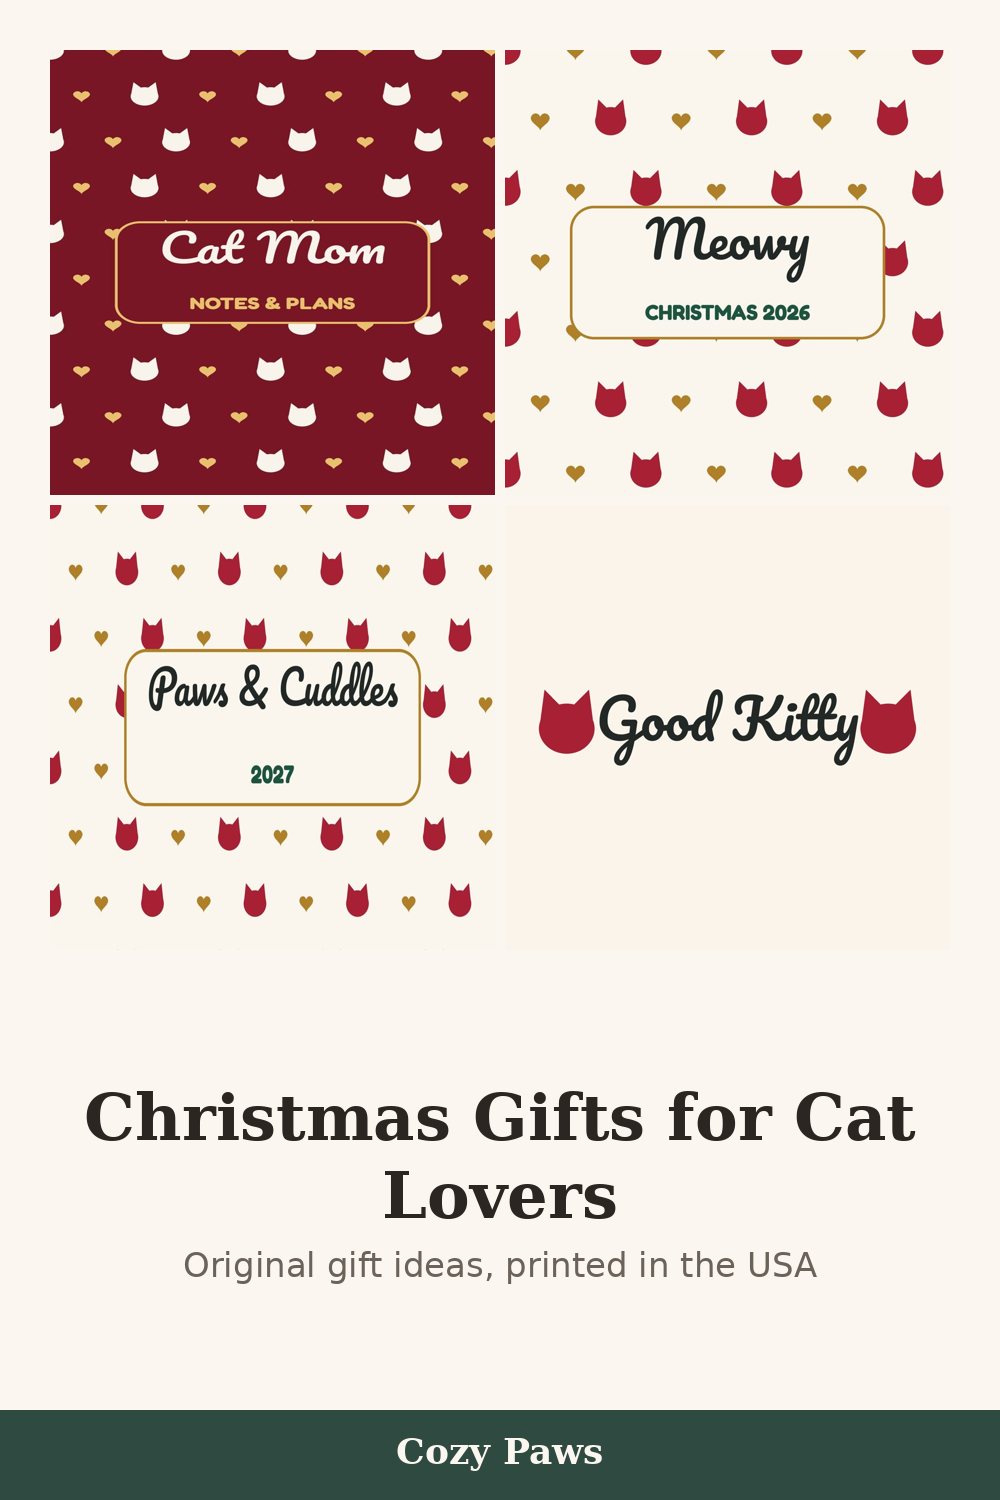 Cat Mom
NOTES & PLANS
Meowy
CHRISTMAS 2026
Paws & Cuddles
2027
Good Kitty
Christmas Gifts for Cat
Lovers
Original gift ideas, printed in the USA
Cozy Paws